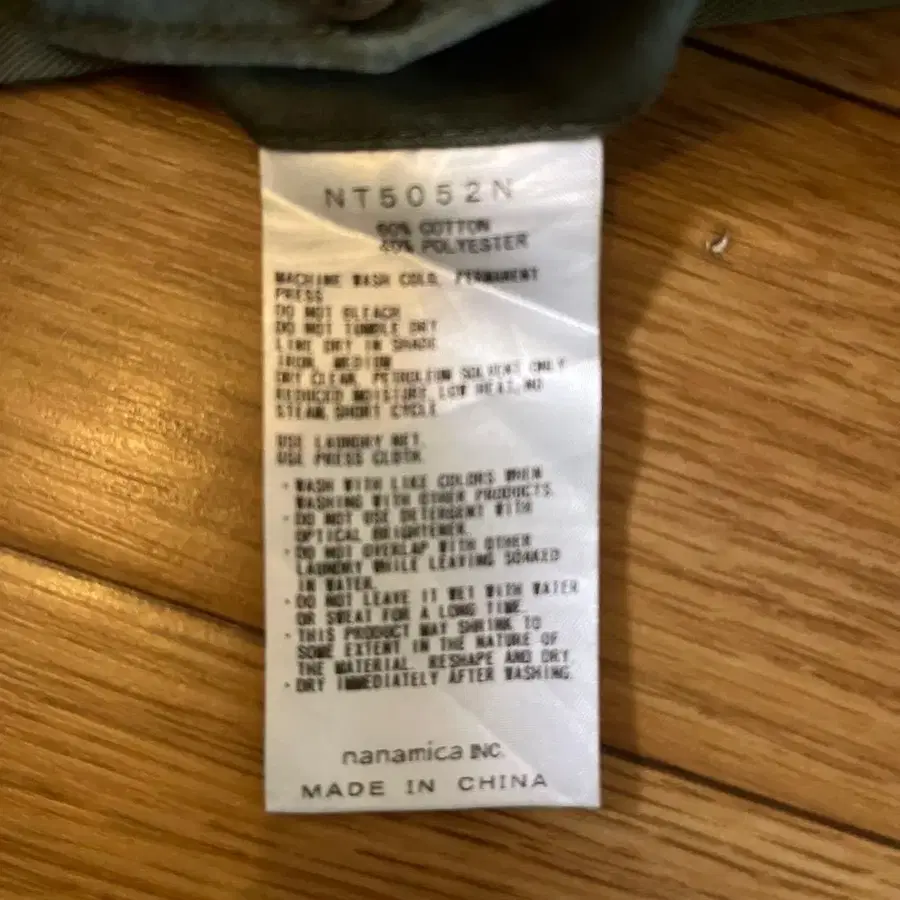 NT5052N
60% COTTON
40% POLYESTER
MACHINE WASH COLD, PERMANENT
PRESS
DO NOT BLEACH
DO NOT TUMBLE DRY
LINE DRY IN SHADE
IRON, MEDIUM
DRY CLEAN, PETROLEUM SOLVENT ONLY
REDUCED MOISTURE, LOW HEAT, NO
STEAM, SHORT CYCLE
USE LAUNDRY NET.
USE PRESS CLOTH.
・WASH WITH LIKE COLORS WHEN
WASHING WITH OTHER PRODUCTS.
・DO NOT USE DETERGENT WITH
OPTICAL BRIGHTENER.
・DO NOT OVERLAP WITH OTHER
LAUNDRY WHILE LEAVING SOAKED
IN WATER.
・DO NOT LEAVE IT WET WITH WATER
OR SWEAT FOR A LONG TIME.
・THIS PRODUCT MAY SHRINK TO
SOME EXTENT IN THE NATURE OF
THE MATERIAL. RESHAPE AND DRY.
・DRY IMMEDIATELY AFTER WASHING.
nanamica INC.
MADE IN CHINA